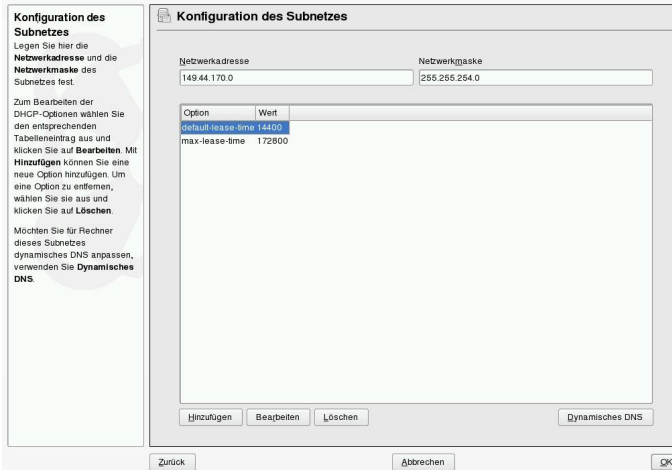 Konfiguration des
Subnetzes
Legen Sie hier die
Netzwerkadresse und die
Netzwerkmaske des
Subnetzes fest.
Zum Bearbeiten der
DHCP-Optionen wählen Sie
den entsprechenden
Tabelleneintrag aus und
klicken Sie auf Bearbeiten. Mit
Hinzufügen können Sie eine
neue Option hinzufügen. Um
eine Option zu entfernen,
wählen Sie sie aus und
klicken Sie auf Löschen.
Möchten Sie für Rechner
dieses Subnetzes
dynamisches DNS anpassen,
verwenden Sie Dynamisches
DNS.
Konfiguration des Subnetzes
Netzwerkadresse Netzwerkmaske
149.44.170.0 255.255.254.0
Option Wert
default-lease-time 14400
max-lease-time 172800
Hinzufügen Bearbeiten Löschen Dynamisches DNS
Zurück Abbrechen OK